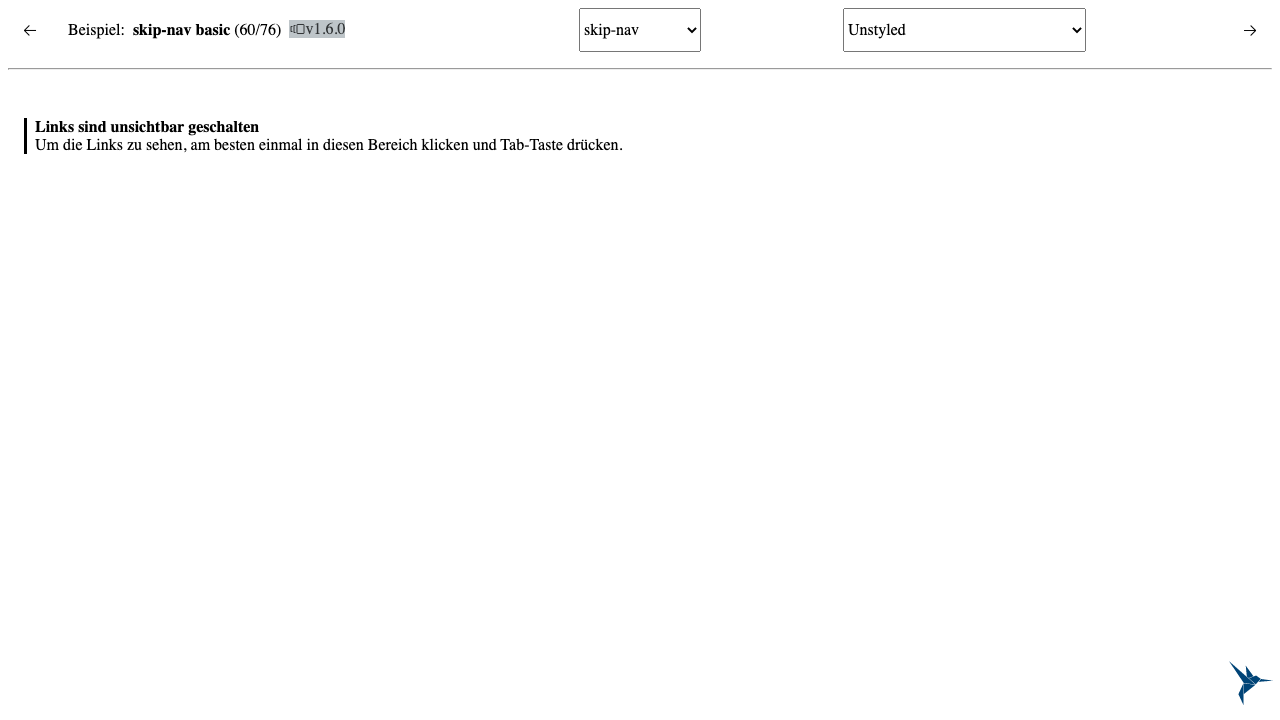 ← Beispiel: skip-nav basic (60/76) v1.6.0 skip-nav Unstyled →
Links sind unsichtbar geschalten
Um die Links zu sehen, am besten einmal in diesen Bereich klicken und Tab-Taste drücken.